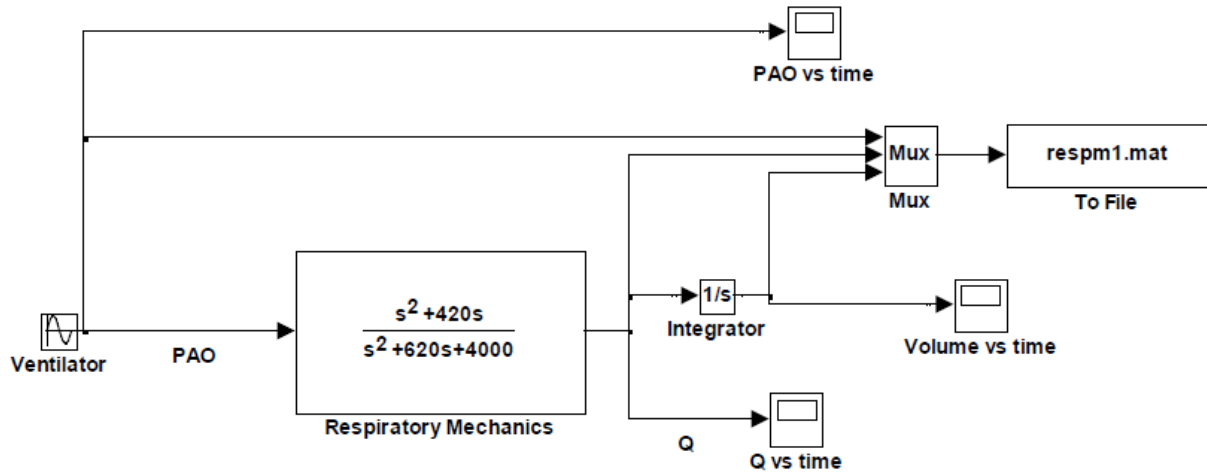 PAO vs time
Mux
respm1.mat
Mux
To File
s² +420s
s² +620s+4000
1/s
Integrator
Volume vs time
Ventilator
PAO
Respiratory Mechanics
Q
Q vs time